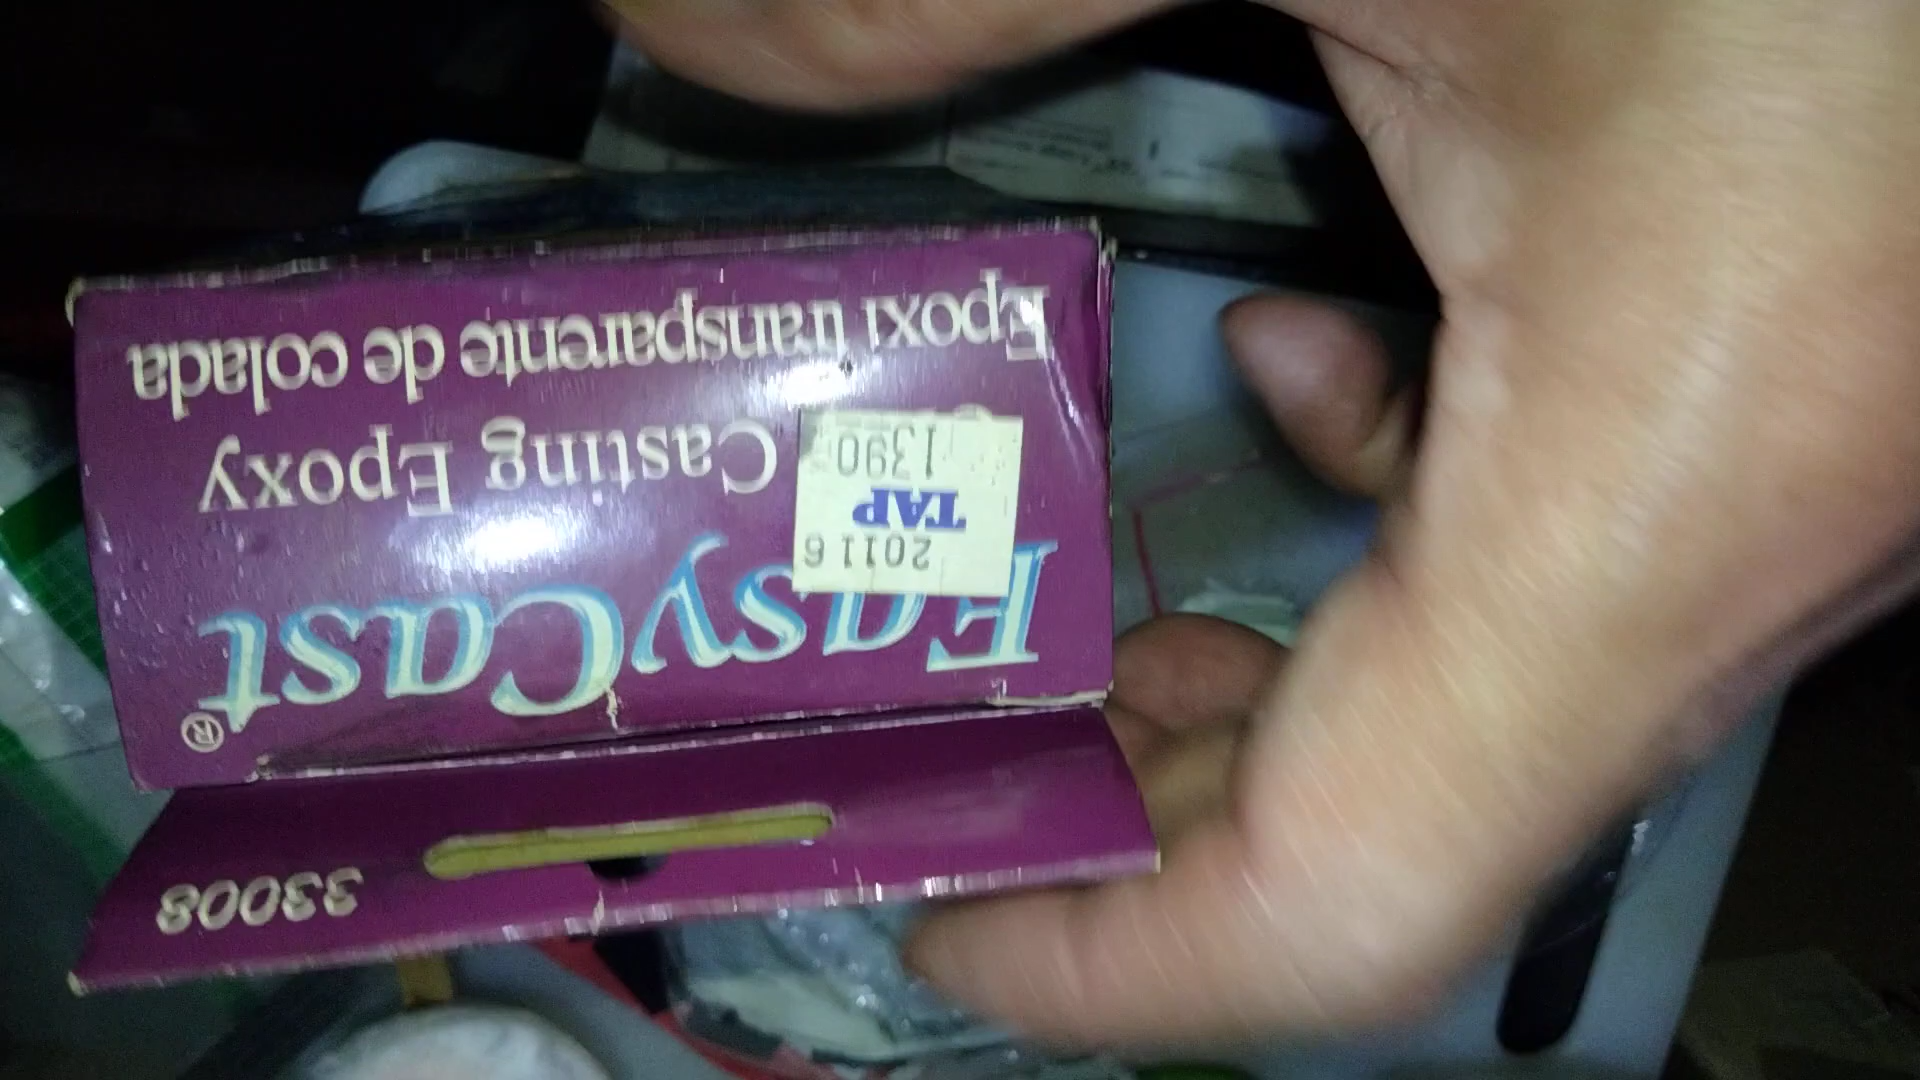 33008
EasyCast®
20116
TAP
1390
Casting Epoxy
Epoxi transparente de colada